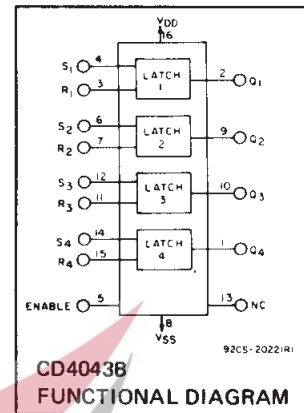 VDD
16
S1 4
R1 3
LATCH
1
2 Q1
S2 6
R2 7
LATCH
2
9 Q2
S3 12
R3 11
LATCH
3
10 Q3
S4 14
R4 15
LATCH
4
1 Q4
ENABLE 5
13 NC
8
VSS
92CS-20221R1
CD4043B
FUNCTIONAL DIAGRAM